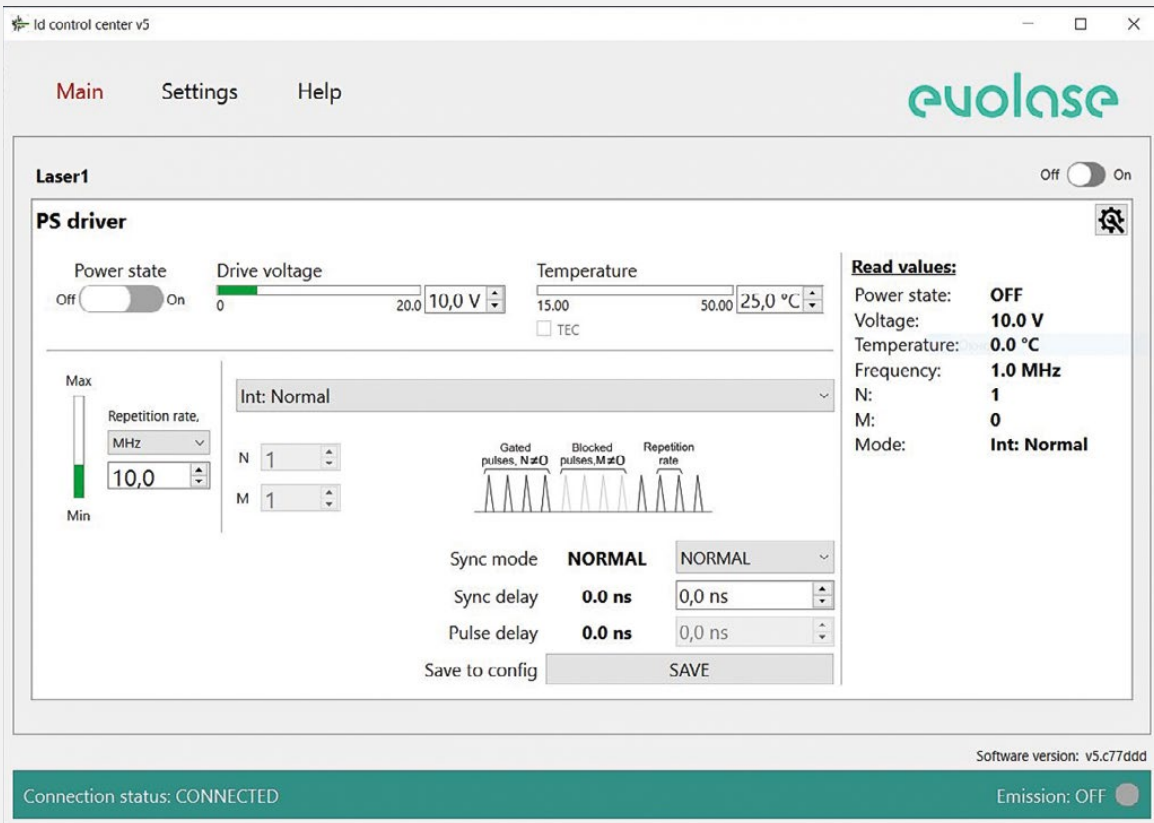 ld control center v5
Main Settings Help
evolase
Laser1
Off On
PS driver
Power state
Off On
Drive voltage
0 20.0 10,0 V
Temperature
15.00 50.00 25,0 °C
TEC
Max
Min
Repetition rate,
MHz
10,0
Int: Normal
N 1
M 1
Gated pulses, N≠0
Blocked pulses,M≠0
Repetition rate
Sync mode NORMAL NORMAL
Sync delay 0.0 ns 0,0 ns
Pulse delay 0.0 ns 0,0 ns
Save to config SAVE
Read values:
Power state: OFF
Voltage: 10.0 V
Temperature: 0.0 °C
Frequency: 1.0 MHz
N: 1
M: 0
Mode: Int: Normal
Software version: v5.c77ddd
Connection status: CONNECTED
Emission: OFF